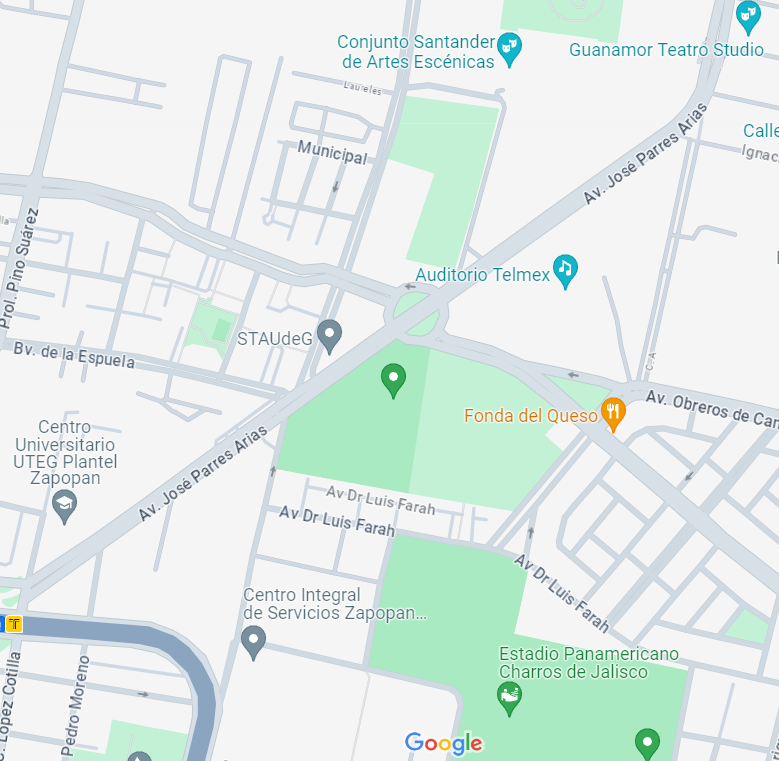 Conjunto Santander
de Artes Escénicas
Guanamor Teatro Studio
Laureles
Municipal
Av. José Parres Arias
Calle
Ignac
Prol. Pino Suárez
Auditorio Telmex
STAUdeG
Bv. de la Espuela
C. A
Av. Obreros de Can
Fonda del Queso
Centro
Universitario
UTEG Plantel
Zapopan
Av. José Parres Arias
Av Dr Luis Farah
Av Dr Luis Farah
Av Dr Luis Farah
Centro Integral
de Servicios Zapopan...
Estadio Panamericano
Charros de Jalisco
T
C. López Cotilla
Pedro Moreno
Google